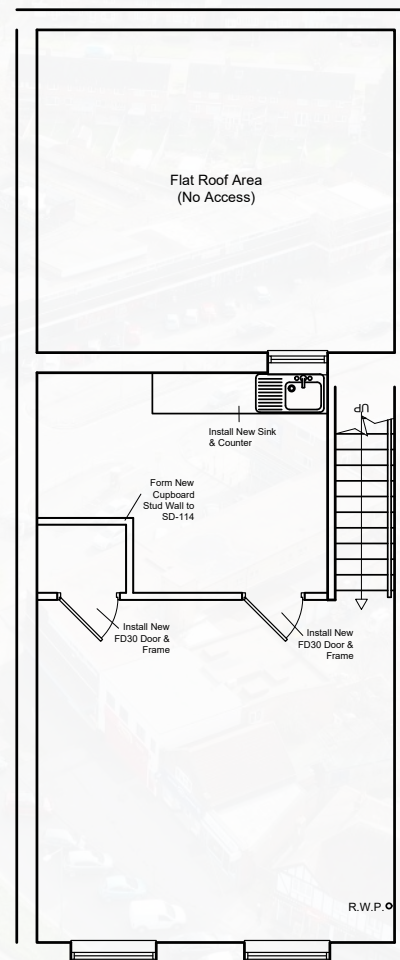 Flat Roof Area
(No Access)
UP
Install New Sink
& Counter
Form New
Cupboard
Stud Wall to
SD-114
Install New
FD30 Door &
Frame
Install New
FD30 Door &
Frame
R.W.P.